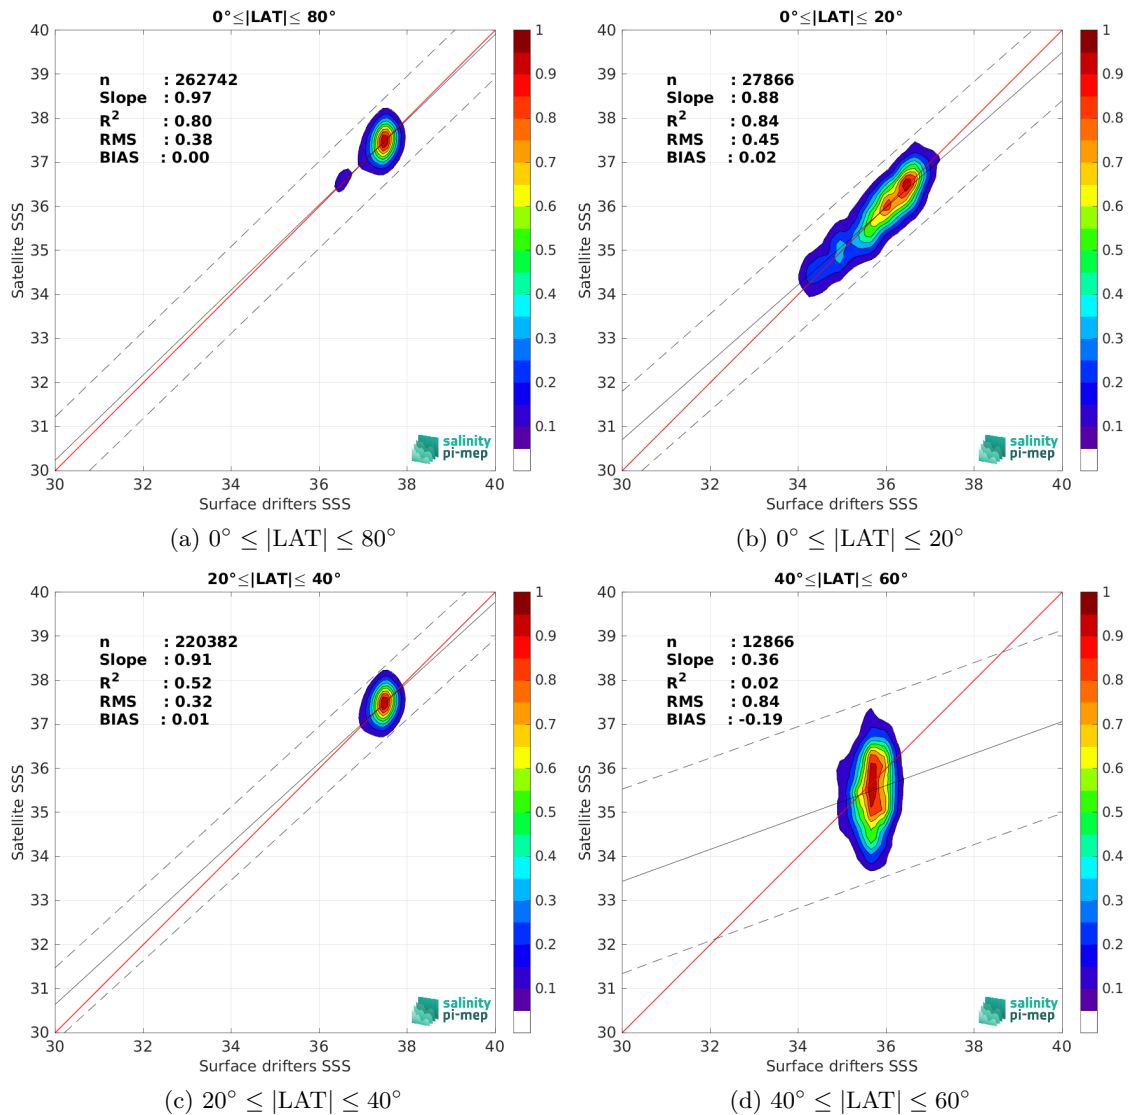 0°≤|LAT|≤ 80°
n : 262742
Slope : 0.97
R2 : 0.80
RMS : 0.38
BIAS : 0.00
40
39
38
37
36
35
34
33
32
31
30
Satellite SSS
30 32 34 36 38 40
Surface drifters SSS
salinity
pi-mep
1
0.9
0.8
0.7
0.6
0.5
0.4
0.3
0.2
0.1
(a) 0° ≤ |LAT| ≤ 80°
0°≤|LAT|≤ 20°
n : 27866
Slope : 0.88
R2 : 0.84
RMS : 0.45
BIAS : 0.02
40
39
38
37
36
35
34
33
32
31
30
Satellite SSS
30 32 34 36 38 40
Surface drifters SSS
salinity
pi-mep
1
0.9
0.8
0.7
0.6
0.5
0.4
0.3
0.2
0.1
(b) 0° ≤ |LAT| ≤ 20°
20°≤|LAT|≤ 40°
n : 220382
Slope : 0.91
R2 : 0.52
RMS : 0.32
BIAS : 0.01
40
39
38
37
36
35
34
33
32
31
30
Satellite SSS
30 32 34 36 38 40
Surface drifters SSS
salinity
pi-mep
1
0.9
0.8
0.7
0.6
0.5
0.4
0.3
0.2
0.1
(c) 20° ≤ |LAT| ≤ 40°
40°≤|LAT|≤ 60°
n : 12866
Slope : 0.36
R2 : 0.02
RMS : 0.84
BIAS : -0.19
40
39
38
37
36
35
34
33
32
31
30
Satellite SSS
30 32 34 36 38 40
Surface drifters SSS
salinity
pi-mep
1
0.9
0.8
0.7
0.6
0.5
0.4
0.3
0.2
0.1
(d) 40° ≤ |LAT| ≤ 60°